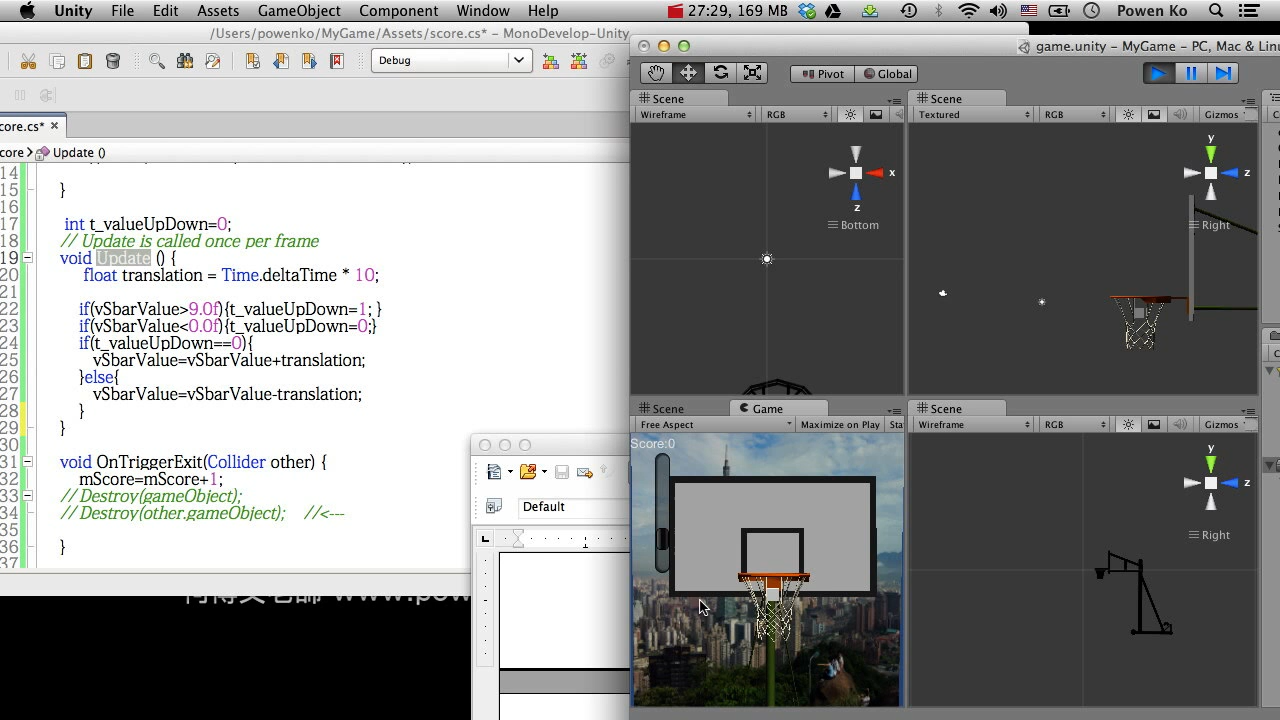 Unity File Edit Assets GameObject Component Window Help 27:29, 169 MB Powen Ko
/Users/powenko/MyGame/Assets/score.cs* – MonoDevelop-Unity
game.unity – MyGame – PC, Mac &
Debug
Pivot Global
core.cs*
core Update ()
14
15 }
16
17 int t_valueUpDown=0;
18 // Update is called once per frame
19 void Update () {
20 float translation = Time.deltaTime * 10;
21
22 if(vSbarValue>9.0f){t_valueUpDown=1; }
23 if(vSbarValue<0.0f){t_valueUpDown=0;}
24 if(t_valueUpDown==0){
25 vSbarValue=vSbarValue+translation;
26 }else{
27 vSbarValue=vSbarValue-translation;
28 }
29 }
30
31 void OnTriggerExit(Collider other) {
32 mScore=mScore+1;
33 // Destroy(gameObject);
34 // Destroy(other.gameObject); //<---
35
36 }
37
Default
Scene
Wireframe RGB
x
z
Bottom
Scene
Textured RGB Gizmos
y
z
Right
Scene Game
Free Aspect Maximize on Play Sta
Score:0
Scene
Wireframe RGB Gizmos
y
z
Right